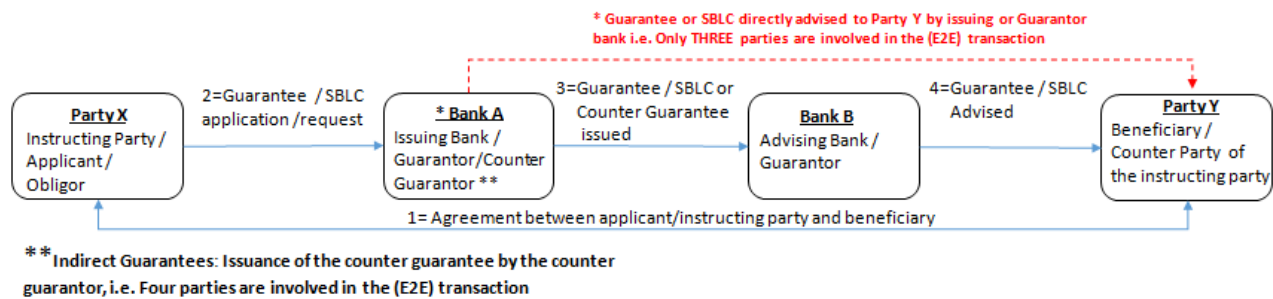 * Guarantee or SBLC directly advised to Party Y by issuing or Guarantor
bank i.e. Only THREE parties are involved in the (E2E) transaction
Party X
Instructing Party /
Applicant /
Obligor
2=Guarantee / SBLC
application /request
* Bank A
Issuing Bank /
Guarantor/Counter
Guarantor **
3=Guarantee / SBLC or
Counter Guarantee
issued
Bank B
Advising Bank /
Guarantor
4=Guarantee / SBLC
Advised
Party Y
Beneficiary /
Counter Party of
the instructing party
1= Agreement between applicant/instructing party and beneficiary
**Indirect Guarantees: Issuance of the counter guarantee by the counter
guarantor, i.e. Four parties are involved in the (E2E) transaction